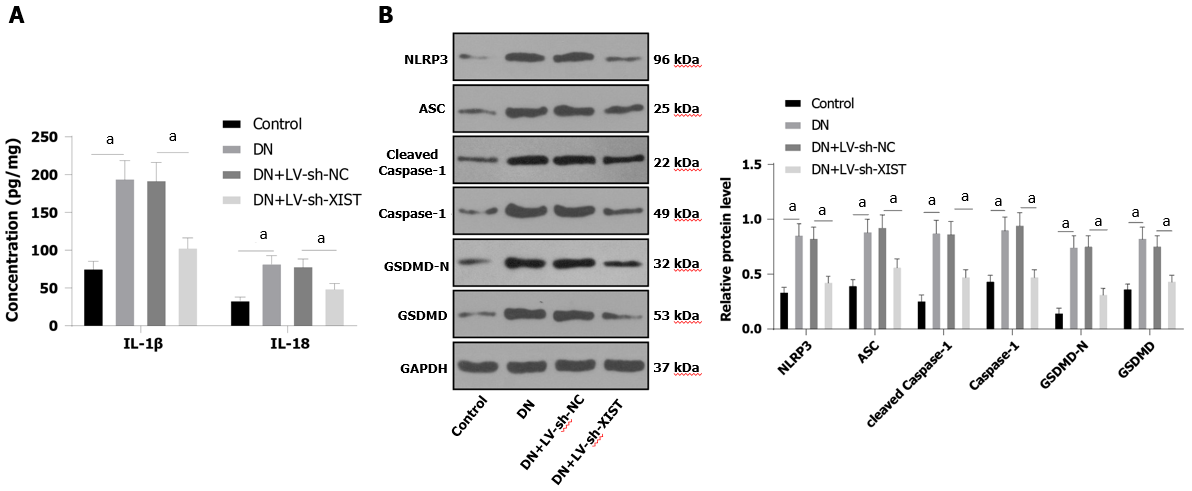 A
Concentration (pg/mg)
250
200
150
100
50
0
a
a
a
a
IL-1β
IL-18
Control
DN
DN+LV-sh-NC
DN+LV-sh-XIST
B
NLRP3
96 kDa
ASC
25 kDa
Cleaved
Caspase-1
22 kDa
Caspase-1
49 kDa
GSDMD-N
32 kDa
GSDMD
53 kDa
GAPDH
37 kDa
Control
DN
DN+LV-sh-NC
DN+LV-sh-XIST
Control
DN
DN+LV-sh-NC
DN+LV-sh-XIST
Relative protein level
1.5
1.0
0.5
0.0
a
a
a
a
a
a
a
a
a
a
a
a
NLRP3
ASC
cleaved Caspase-1
Caspase-1
GSDMD-N
GSDMD